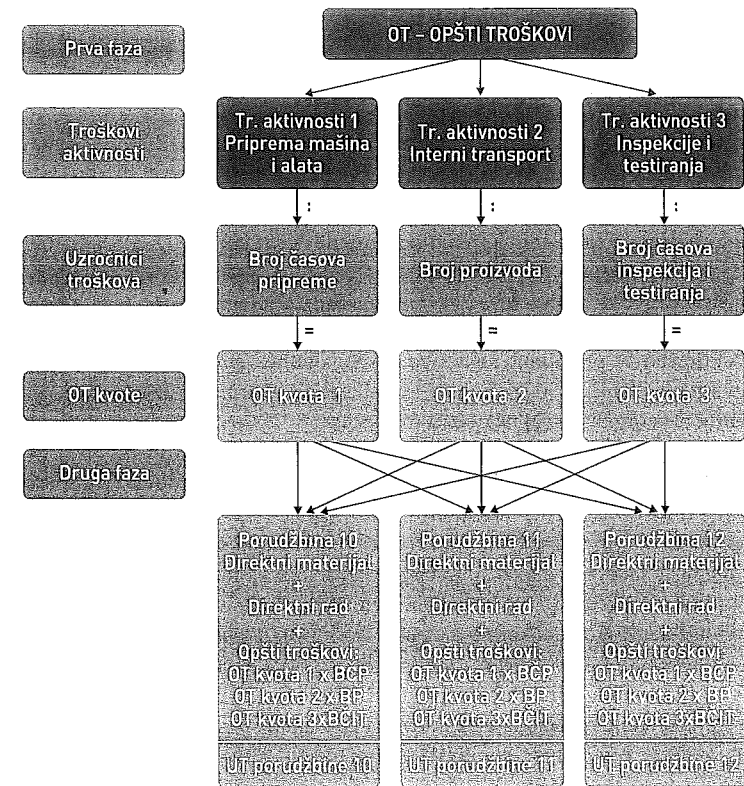 Prva faza
OT – OPŠTI TROŠKOVI
Troškovi
aktivnosti
Tr. aktivnosti 1
Priprema mašina
i alata
Tr. aktivnosti 2
Interni transport
Tr. aktivnosti 3
Inspekcije i
testiranja
:
:
:
Uzročnici
troškova
Broj časova
pripreme
Broj proizvoda
Broj časova
inspekcija i
testiranja
=
=
=
OT kvote
OT kvota 1
OT kvota 2
OT kvota 3
Druga faza
Porudžbina 10
Direktni materijal
+
Direktni rad
+
Opšti troškovi:
OT kvota 1 x BČP
OT kvota 2 x BP
OT kvota 3xBČIT
UT porudžbine 10
Porudžbina 11
Direktni materijal
+
Direktni rad
+
Opšti troškovi:
OT kvota 1 x BČP
OT kvota 2 x BP
OT kvota 3xBČIT
UT porudžbine 11
Porudžbina 12
Direktni materijal
+
Direktni rad
+
Opšti troškovi:
OT kvota 1 x BČP
OT kvota 2 x BP
OT kvota 3xBČIT
UT porudžbine 12